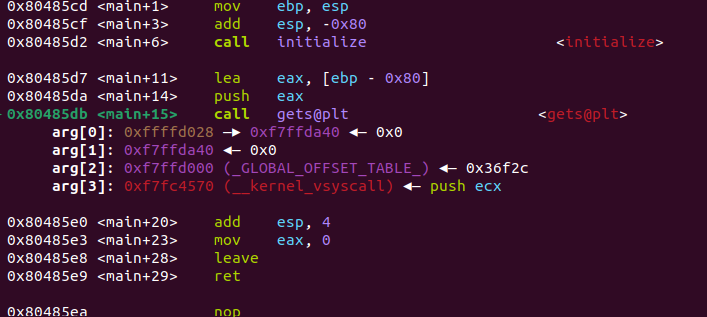 0x80485cd <main+1> mov ebp, esp
0x80485cf <main+3> add esp, -0x80
0x80485d2 <main+6> call initialize <initialize>
0x80485d7 <main+11> lea eax, [ebp - 0x80]
0x80485da <main+14> push eax
0x80485db <main+15> call gets@plt <gets@plt>
arg[0]: 0xffffd028 —▸ 0xf7ffda40 ◂— 0x0
arg[1]: 0xf7ffda40 ◂— 0x0
arg[2]: 0xf7ffd000 (_GLOBAL_OFFSET_TABLE_) ◂— 0x36f2c
arg[3]: 0xf7fc4570 (__kernel_vsyscall) ◂— push ecx
0x80485e0 <main+20> add esp, 4
0x80485e3 <main+23> mov eax, 0
0x80485e8 <main+28> leave
0x80485e9 <main+29> ret
0x80485ea nop